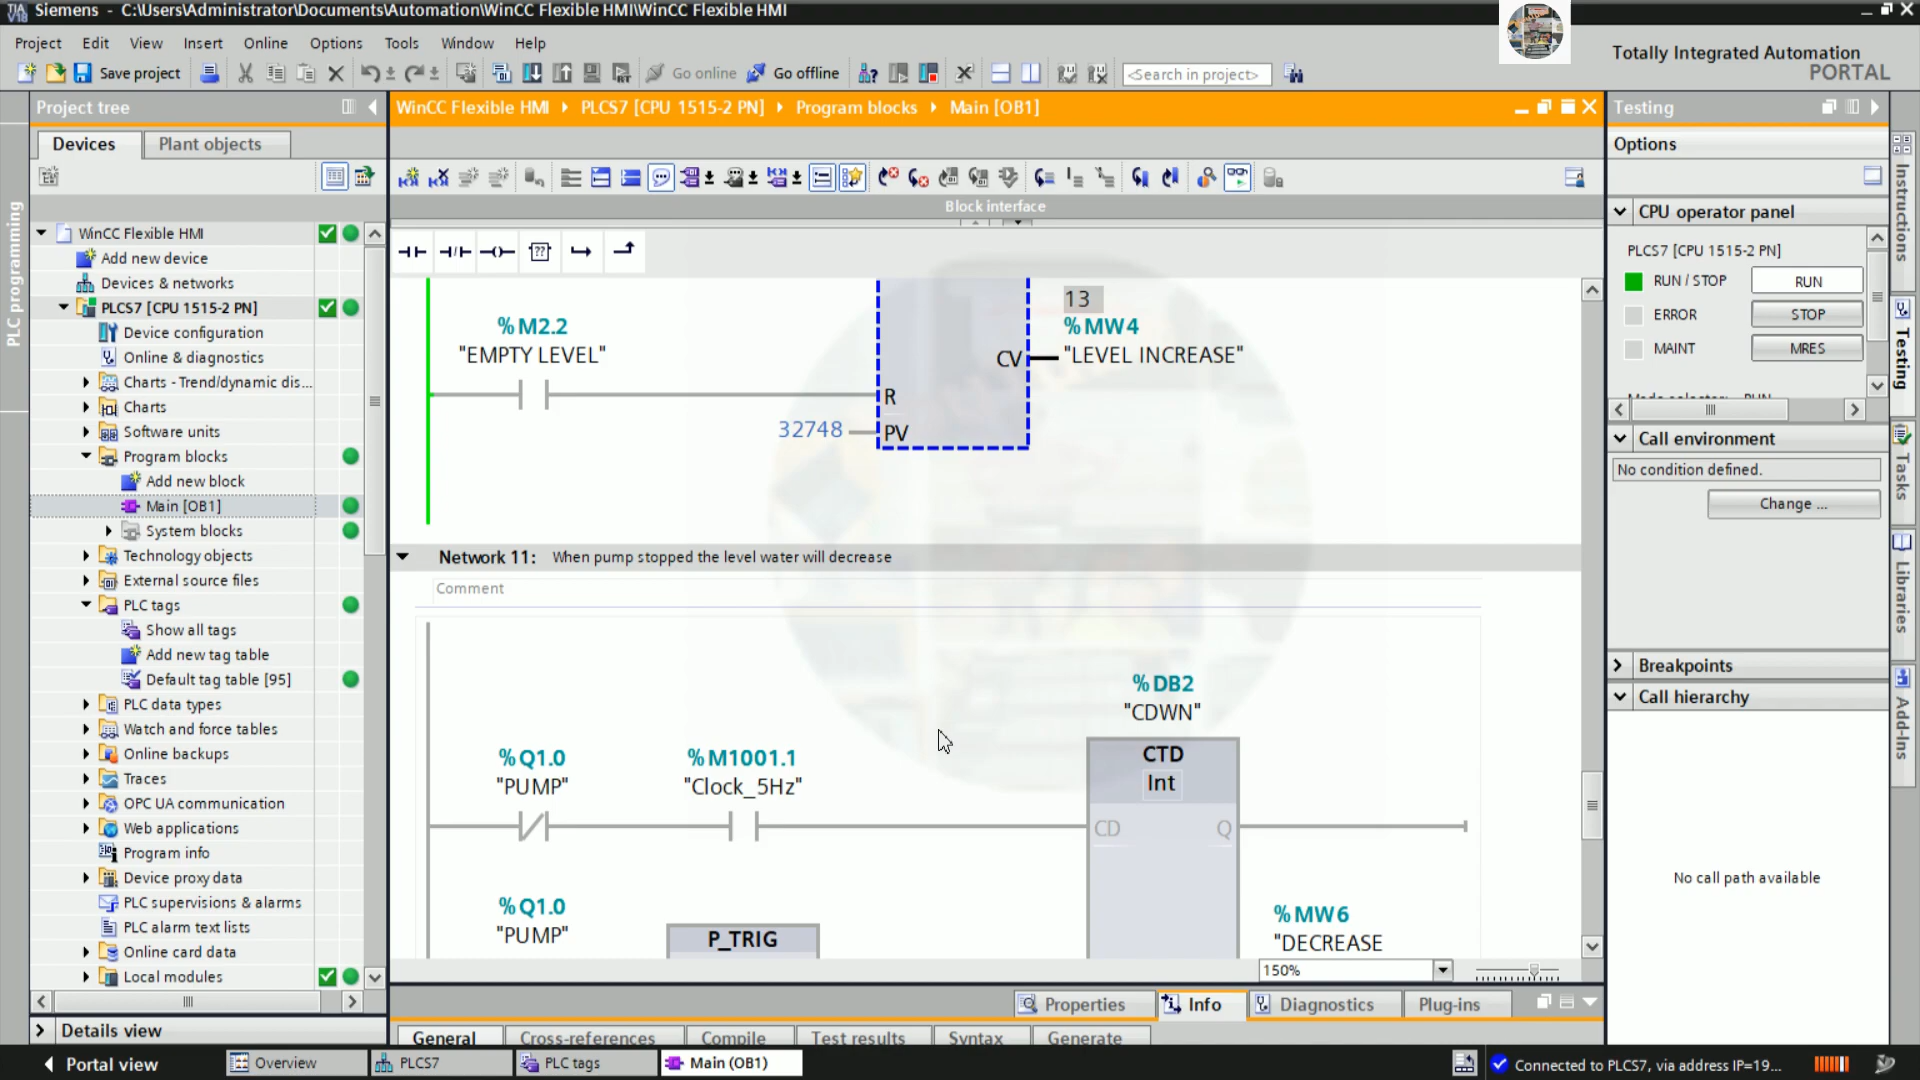 Siemens - C:\Users\Administrator\Documents\Automation\WinCC Flexible HMI\WinCC Flexible HMI
Project Edit View Insert Online Options Tools Window Help
Totally Integrated Automation
PORTAL
Save project
Go online
Go offline
<Search in project>
Project tree
WinCC Flexible HMI PLCS7 [CPU 1515-2 PN] Program blocks Main [OB1]
Testing
Devices
Plant objects
Options
Block interface
PLC programming
CPU operator panel
PLCS7 [CPU 1515-2 PN]
RUN / STOP RUN
ERROR STOP
MAINT MRES
Call environment
No condition defined.
Change ...
Breakpoints
Call hierarchy
No call path available
Instructions
Testing
Tasks
Libraries
Add-Ins
WinCC Flexible HMI
Add new device
Devices & networks
PLCS7 [CPU 1515-2 PN]
Device configuration
Online & diagnostics
Charts - Trend/dynamic dis...
Charts
Software units
Program blocks
Add new block
Main [OB1]
System blocks
Technology objects
External source files
PLC tags
Show all tags
Add new tag table
Default tag table [95]
PLC data types
Watch and force tables
Online backups
Traces
OPC UA communication
Web applications
Program info
Device proxy data
PLC supervisions & alarms
PLC alarm text lists
Online card data
Local modules
Details view
??
13
%M2.2
"EMPTY LEVEL"
%MW4
CV "LEVEL INCREASE"
R
32748 PV
Network 11: When pump stopped the level water will decrease
Comment
%DB2
"CDWN"
CTD
Int
%Q1.0
"PUMP"
%M1001.1
"Clock_5Hz"
CD Q
%Q1.0
"PUMP"
P_TRIG
%MW6
"DECREASE
150%
Properties
Info
Diagnostics
Plug-ins
General Cross-references Compile Test results Syntax Generate
Portal view
Overview
PLCS7
PLC tags
Main (OB1)
Connected to PLCS7, via address IP=19...